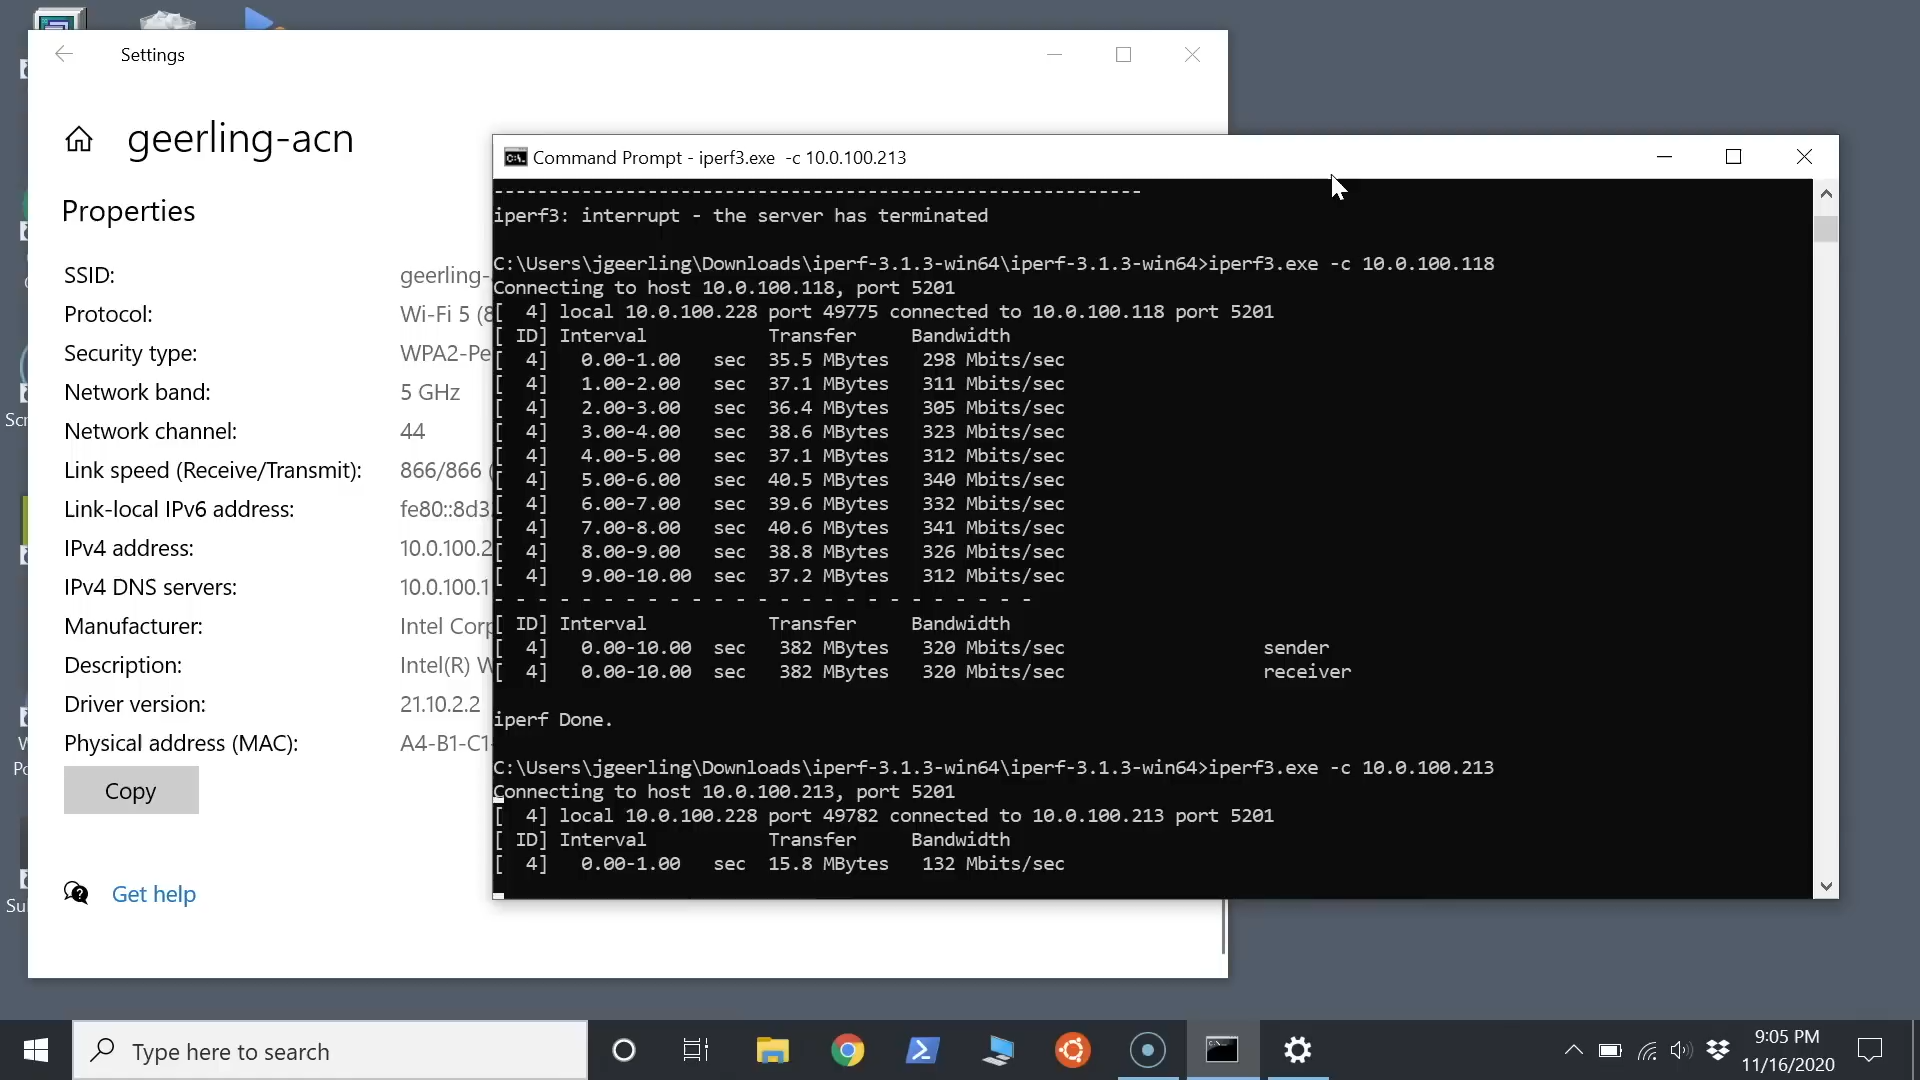 Settings
geerling-acn
Properties
SSID: geerling-
Protocol: Wi-Fi 5 (8
Security type: WPA2-Pe
Network band: 5 GHz
Network channel: 44
Link speed (Receive/Transmit): 866/866 (
Link-local IPv6 address: fe80::8d3
IPv4 address: 10.0.100.2
IPv4 DNS servers: 10.0.100.1
Manufacturer: Intel Corp
Description: Intel(R) W
Driver version: 21.10.2.2
Physical address (MAC): A4-B1-C1-
Copy
Get help
Command Prompt - iperf3.exe -c 10.0.100.213
-----------------------------------------------------------
iperf3: interrupt - the server has terminated
C:\Users\jgeerling\Downloads\iperf-3.1.3-win64\iperf-3.1.3-win64>iperf3.exe -c 10.0.100.118
Connecting to host 10.0.100.118, port 5201
[  4] local 10.0.100.228 port 49775 connected to 10.0.100.118 port 5201
[ ID] Interval           Transfer     Bandwidth
[  4]   0.00-1.00   sec  35.5 MBytes   298 Mbits/sec
[  4]   1.00-2.00   sec  37.1 MBytes   311 Mbits/sec
[  4]   2.00-3.00   sec  36.4 MBytes   305 Mbits/sec
[  4]   3.00-4.00   sec  38.6 MBytes   323 Mbits/sec
[  4]   4.00-5.00   sec  37.1 MBytes   312 Mbits/sec
[  4]   5.00-6.00   sec  40.5 MBytes   340 Mbits/sec
[  4]   6.00-7.00   sec  39.6 MBytes   332 Mbits/sec
[  4]   7.00-8.00   sec  40.6 MBytes   341 Mbits/sec
[  4]   8.00-9.00   sec  38.8 MBytes   326 Mbits/sec
[  4]   9.00-10.00  sec  37.2 MBytes   312 Mbits/sec
- - - - - - - - - - - - - - - - - - - - - - - - -
[ ID] Interval           Transfer     Bandwidth
[  4]   0.00-10.00  sec   382 MBytes   320 Mbits/sec                  sender
[  4]   0.00-10.00  sec   382 MBytes   320 Mbits/sec                  receiver
iperf Done.
C:\Users\jgeerling\Downloads\iperf-3.1.3-win64\iperf-3.1.3-win64>iperf3.exe -c 10.0.100.213
Connecting to host 10.0.100.213, port 5201
[  4] local 10.0.100.228 port 49782 connected to 10.0.100.213 port 5201
[ ID] Interval           Transfer     Bandwidth
[  4]   0.00-1.00   sec  15.8 MBytes   132 Mbits/sec
Type here to search
9:05 PM
11/16/2020